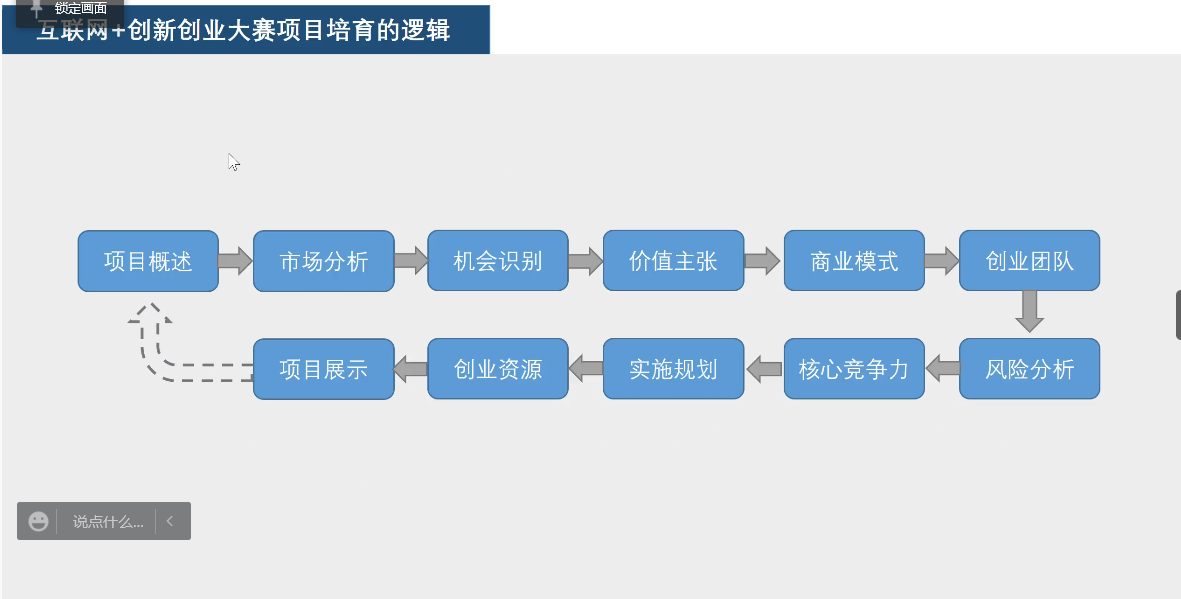 锁定画面
互联网+创新创业大赛项目培育的逻辑
项目概述
市场分析
机会识别
价值主张
商业模式
创业团队
风险分析
核心竞争力
实施规划
创业资源
项目展示
说点什么...